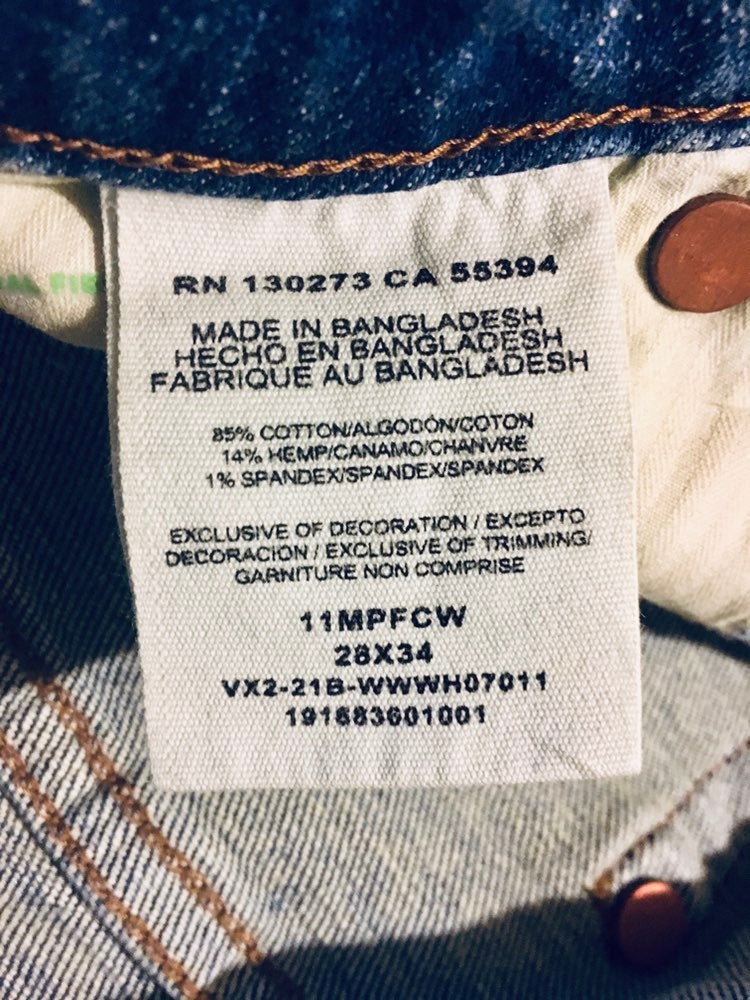 RN 130273 CA 55394
MADE IN BANGLADESH
HECHO EN BANGLADESH
FABRIQUE AU BANGLADESH
85% COTTON/ALGODÓN/COTON
14% HEMP/CANAMO/CHANVRE
1% SPANDEX/SPANDEX/SPANDEX
EXCLUSIVE OF DECORATION / EXCEPTO
DECORACION / EXCLUSIVE OF TRIMMING/
GARNITURE NON COMPRISE
11MPFCW
28X34
VX2-21B-WWWH07011
191683601001